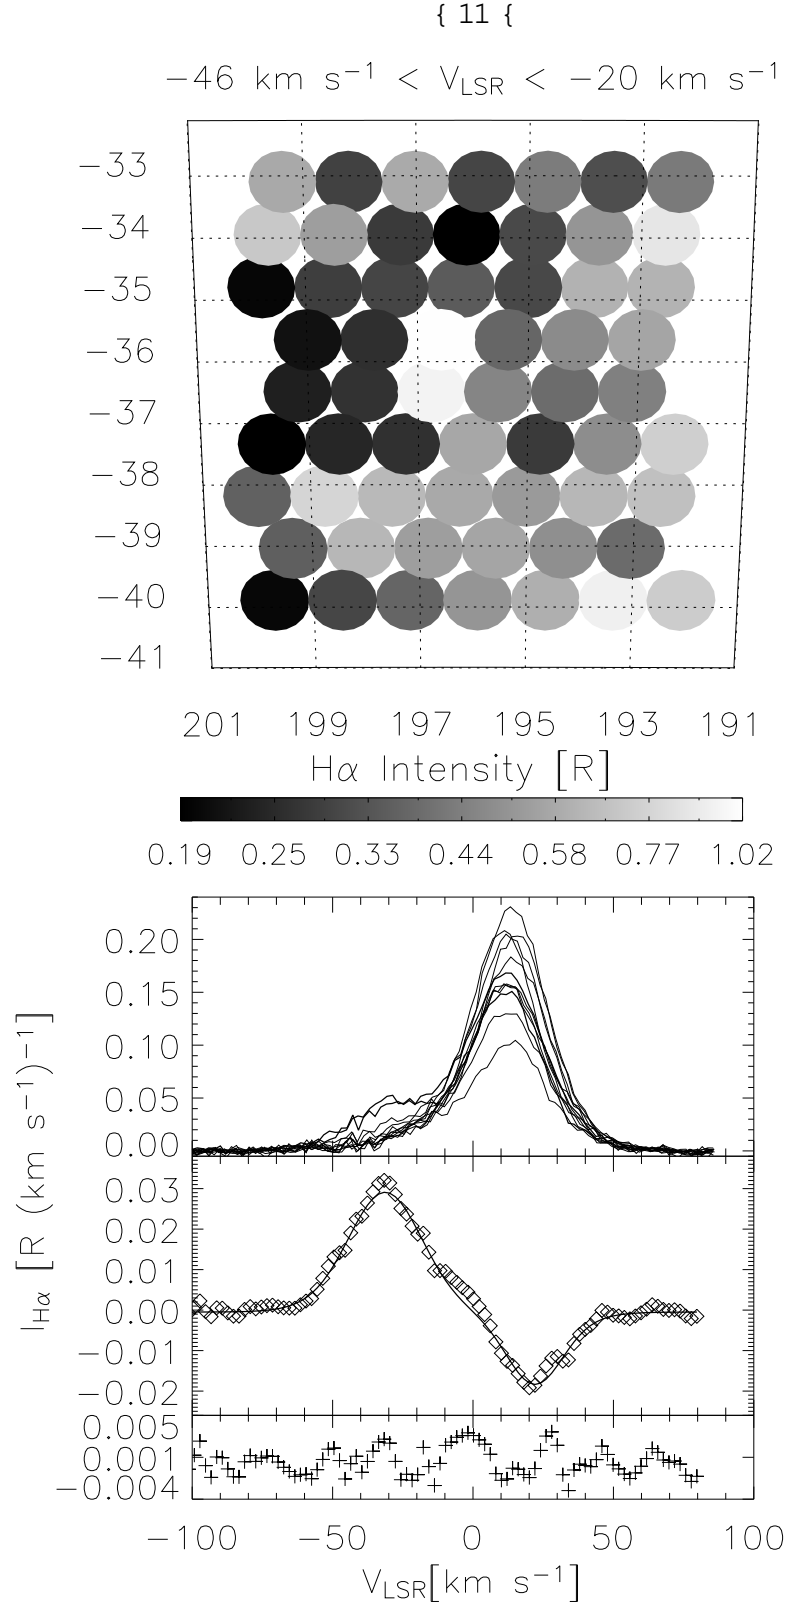 { 11 {
−46 km s⁻¹ < V_LSR < −20 km s⁻¹
−33
−34
−35
−36
−37
−38
−39
−40
−41
201 199 197 195 193 191
Hα Intensity [R]
0.19 0.25 0.33 0.44 0.58 0.77 1.02
I_Hα [R (km s⁻¹)⁻¹]
0.20
0.15
0.10
0.05
0.00
0.03
0.02
0.01
0.00
−0.01
−0.02
0.005
0.001
−0.004
−100 −50 0 50 100
V_LSR[km s⁻¹]